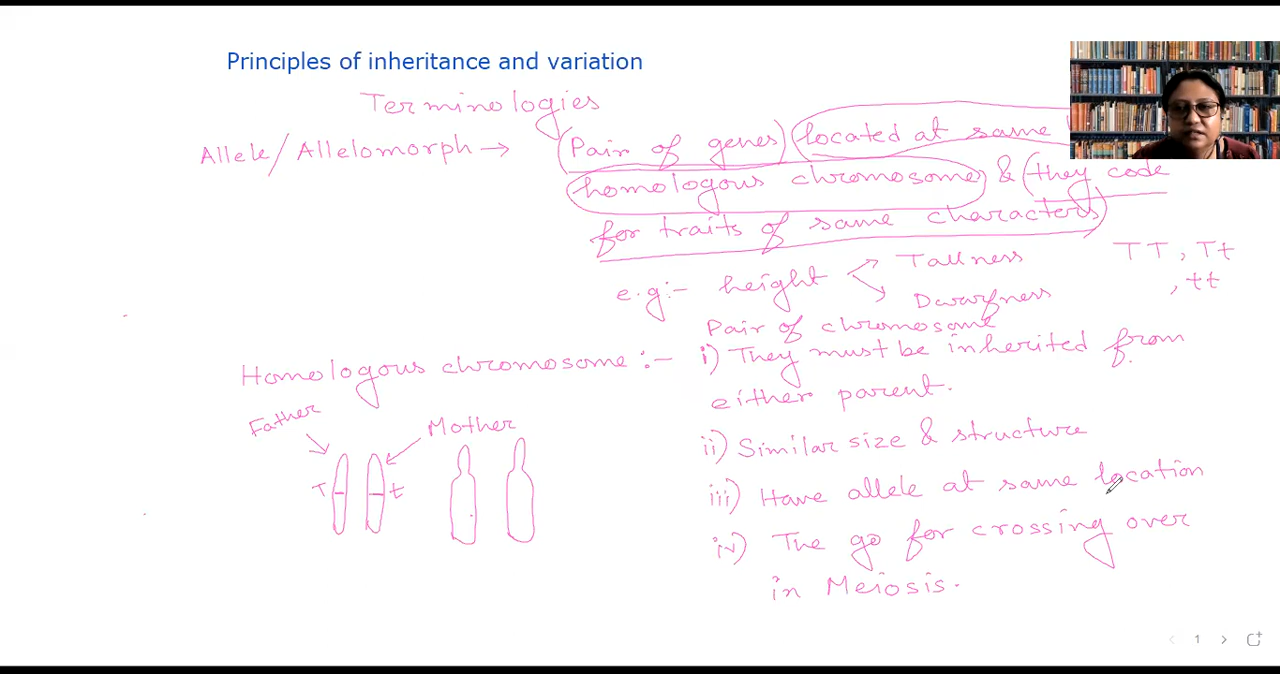 Principles of inheritance and variation
Terminologies
Allele/Allelomorph → (Pair of genes) (located at same
homologous chromosome) & (they code
for traits of same characters)
e.g:- height Tallness
Dwarfness
TT, Tt
, tt
Pair of chromosome
Homologous chromosome :- i) They must be inherited from
either parent.
Father
Mother
T
t
ii) Similar size & structure
iii) Have allele at same location
iv) The go for crossing over
in Meiosis.
1